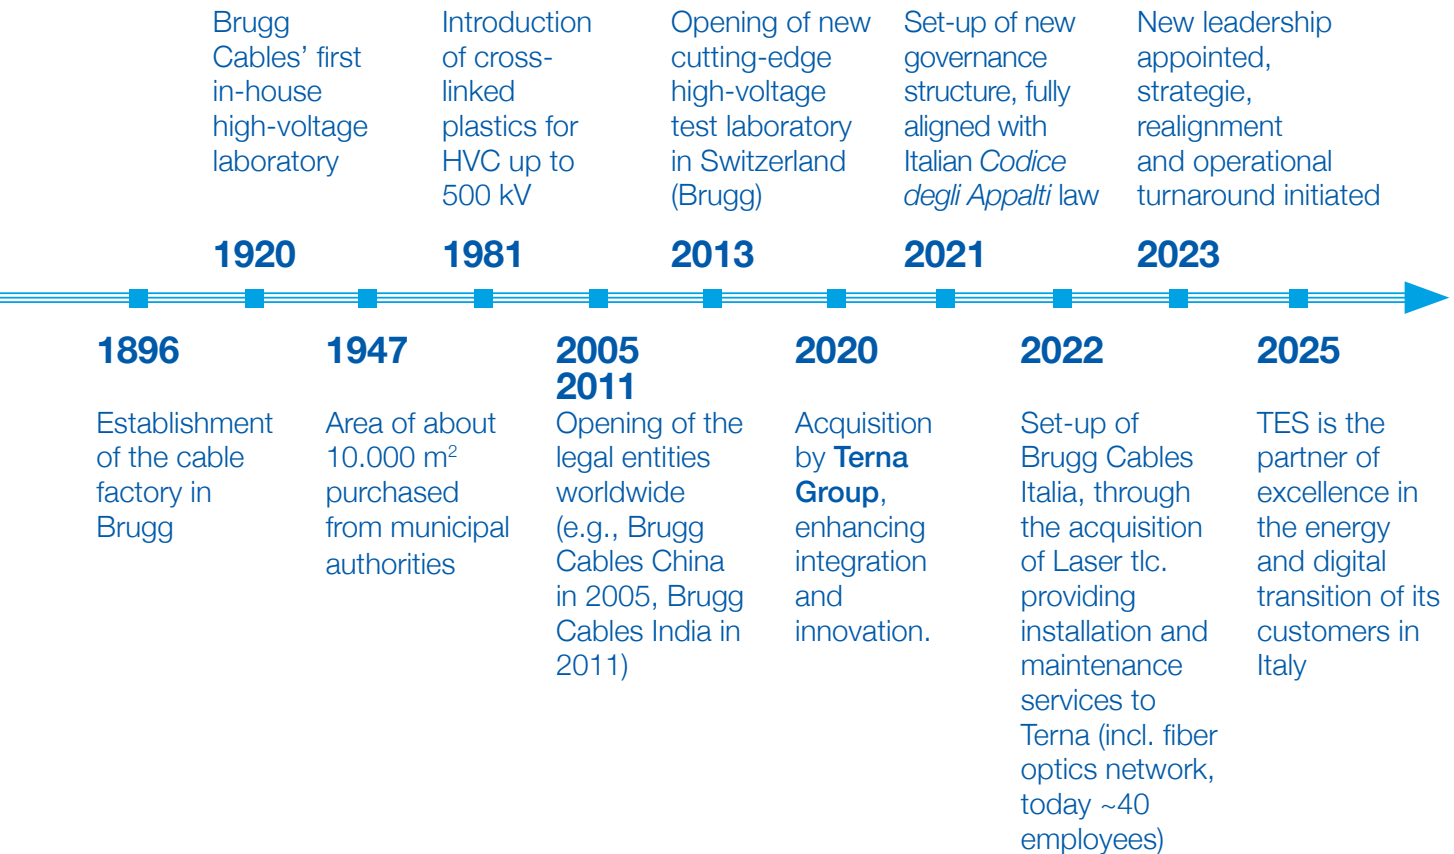 Brugg
Cables’ first
in-house
high-voltage
laboratory
1920
Introduction
of cross-
linked
plastics for
HVC up to
500 kV
1981
Opening of new
cutting-edge
high-voltage
test laboratory
in Switzerland
(Brugg)
2013
Set-up of new
governance
structure, fully
aligned with
Italian Codice
degli Appalti law
2021
New leadership
appointed,
strategie,
realignment
and operational
turnaround initiated
2023
1896
Establishment
of the cable
factory in
Brugg
1947
Area of about
10.000 m²
purchased
from municipal
authorities
2005
2011
Opening of the
legal entities
worldwide
(e.g., Brugg
Cables China
in 2005, Brugg
Cables India in
2011)
2020
Acquisition
by Terna
Group,
enhancing
integration
and
innovation.
2022
Set-up of
Brugg Cables
Italia, through
the acquisition
of Laser tlc.
providing
installation and
maintenance
services to
Terna (incl. fiber
optics network,
today ~40
employees)
2025
TES is the
partner of
excellence in
the energy
and digital
transition of its
customers in
Italy